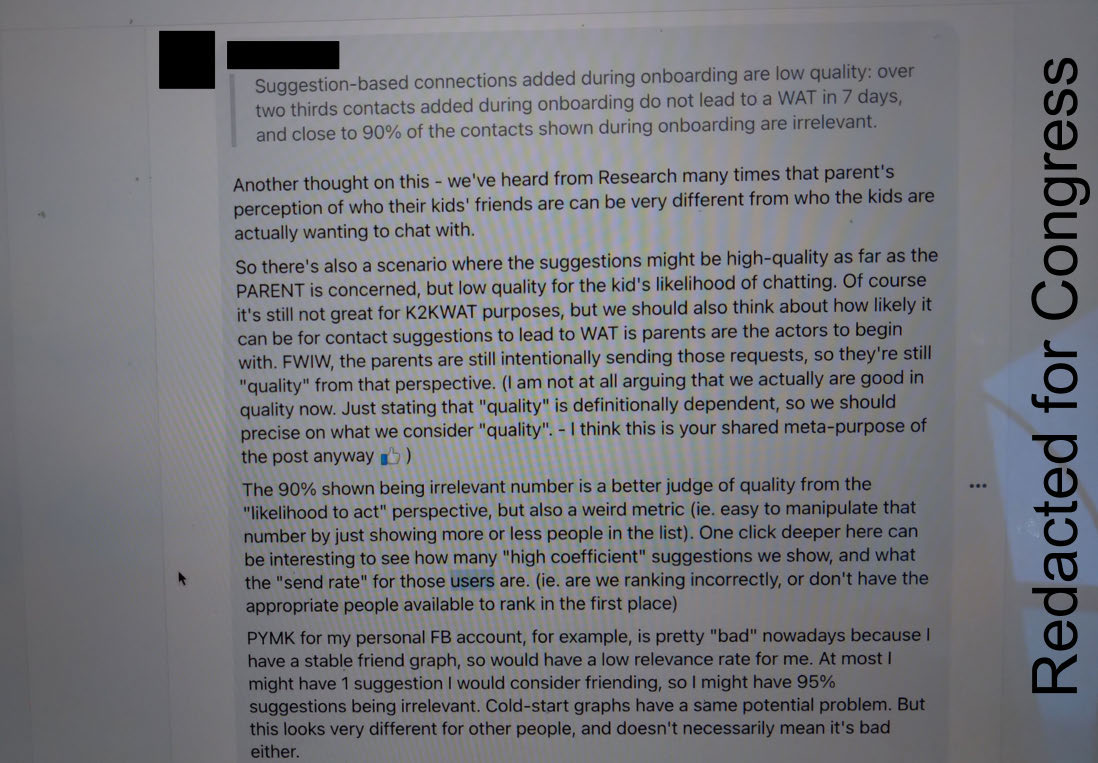 Suggestion-based connections added during onboarding are low quality: over
two thirds contacts added during onboarding do not lead to a WAT in 7 days,
and close to 90% of the contacts shown during onboarding are irrelevant.
Another thought on this - we've heard from Research many times that parent's
perception of who their kids' friends are can be very different from who the kids are
actually wanting to chat with.
So there's also a scenario where the suggestions might be high-quality as far as the
PARENT is concerned, but low quality for the kid's likelihood of chatting. Of course
it's still not great for K2KWAT purposes, but we should also think about how likely it
can be for contact suggestions to lead to WAT is parents are the actors to begin
with. FWIW, the parents are still intentionally sending those requests, so they're still
"quality" from that perspective. (I am not at all arguing that we actually are good in
quality now. Just stating that "quality" is definitionally dependent, so we should
precise on what we consider "quality". - I think this is your shared meta-purpose of
the post anyway 👍 )
The 90% shown being irrelevant number is a better judge of quality from the
"likelihood to act" perspective, but also a weird metric (ie. easy to manipulate that
number by just showing more or less people in the list). One click deeper here can
be interesting to see how many "high coefficient" suggestions we show, and what
the "send rate" for those users are. (ie. are we ranking incorrectly, or don't have the
appropriate people available to rank in the first place)
PYMK for my personal FB account, for example, is pretty "bad" nowadays because I
have a stable friend graph, so would have a low relevance rate for me. At most I
might have 1 suggestion I would consider friending, so I might have 95%
suggestions being irrelevant. Cold-start graphs have a same potential problem. But
this looks very different for other people, and doesn't necessarily mean it's bad
either.
Redacted for Congress